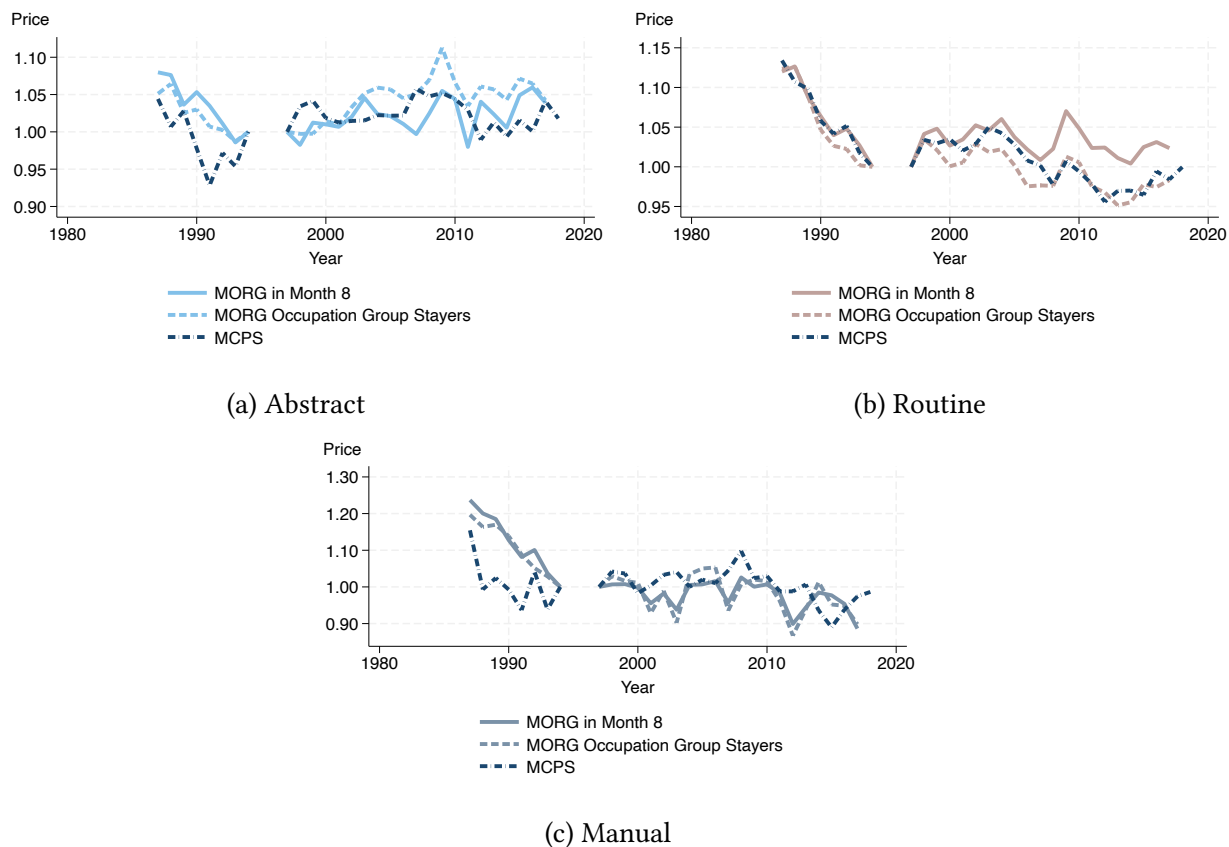 Price
1.10
1.05
1.00
0.95
0.90
1980 1990 2000 2010 2020
Year
MORG in Month 8
MORG Occupation Group Stayers
MCPS
(a) Abstract
Price
1.15
1.10
1.05
1.00
0.95
1980 1990 2000 2010 2020
Year
MORG in Month 8
MORG Occupation Group Stayers
MCPS
(b) Routine
Price
1.30
1.20
1.10
1.00
0.90
1980 1990 2000 2010 2020
Year
MORG in Month 8
MORG Occupation Group Stayers
MCPS
(c) Manual